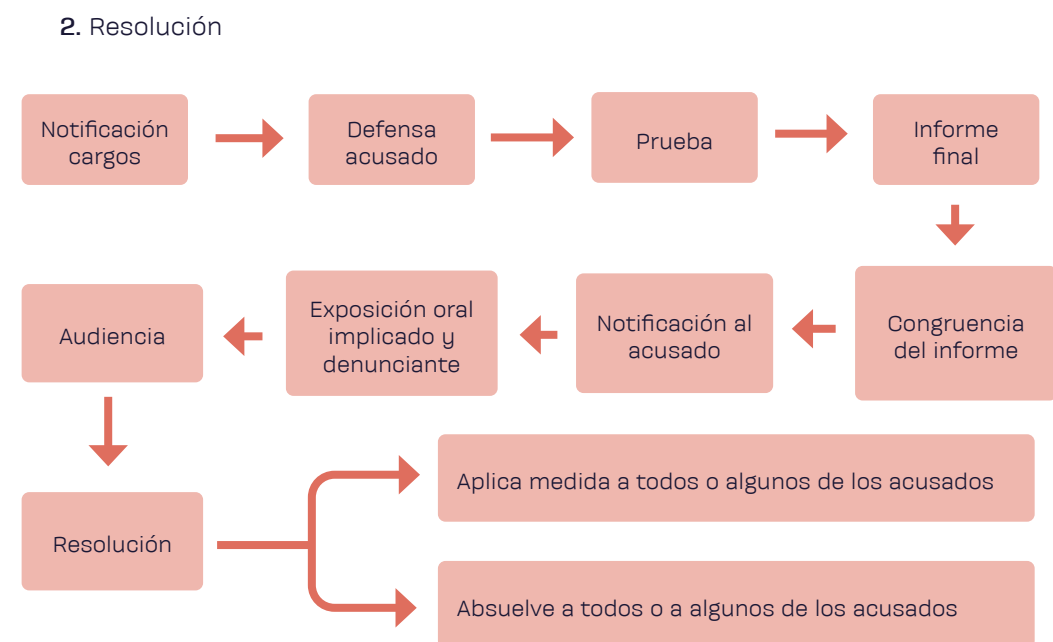 2. Resolución
Notificación
cargos
Defensa
acusado
Prueba
Informe
final
Congruencia
del informe
Notificación al
acusado
Exposición oral
implicado y
denunciante
Audiencia
Resolución
Aplica medida a todos o algunos de los acusados
Absuelve a todos o a algunos de los acusados